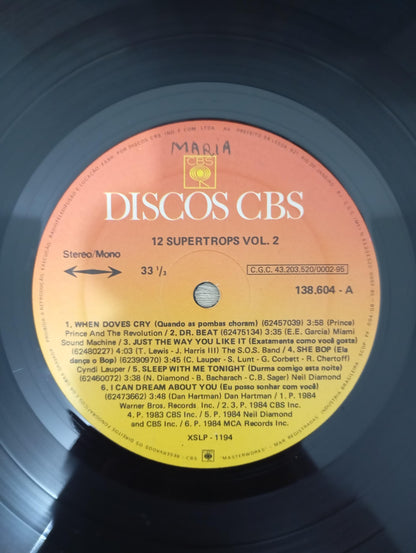 MARIA
CBS
DISCOS CBS
12 SUPERTROPS VOL. 2
Stereo/Mono
33 1/3
C.G.C. 43.203.520/0002-95
138.604 - A
1. WHEN DOVES CRY (Quando as pombas choram) (62457039) 3:58 (Prince)
Prince And The Revolution / 2. DR. BEAT (62475134) 3:35 (E.E. Garcia) Miami
Sound Machine / 3. JUST THE WAY YOU LIKE IT (Exatamente como você gosta)
(62480227) 4:03 (T. Lewis - J. Harris III) The S.O.S. Band / 4. SHE BOP (Ela
dança o Bop) (62390970) 3:45 (C. Lauper - S. Lunt - G. Corbett - R. Chertoff)
Cyndi Lauper / 5. SLEEP WITH ME TONIGHT (Durma comigo esta noite)
(62460072) 3:38 (N. Diamond - B. Bacharach - C.B. Sager) Neil Diamond
6. I CAN DREAM ABOUT YOU (Eu posso sonhar com você)
(62473662) 3:48 (Dan Hartman) Dan Hartman / 1. P. 1984
Warner Bros. Records Inc. / 2. e 3. P. 1984 CBS Inc. /
4. P. 1983 CBS Inc. / 5. P. 1984 Neil Diamond
and CBS Inc. / 6. P. 1984 MCA Records Inc.
XSLP - 1194
CBS "MASTERWORKS"